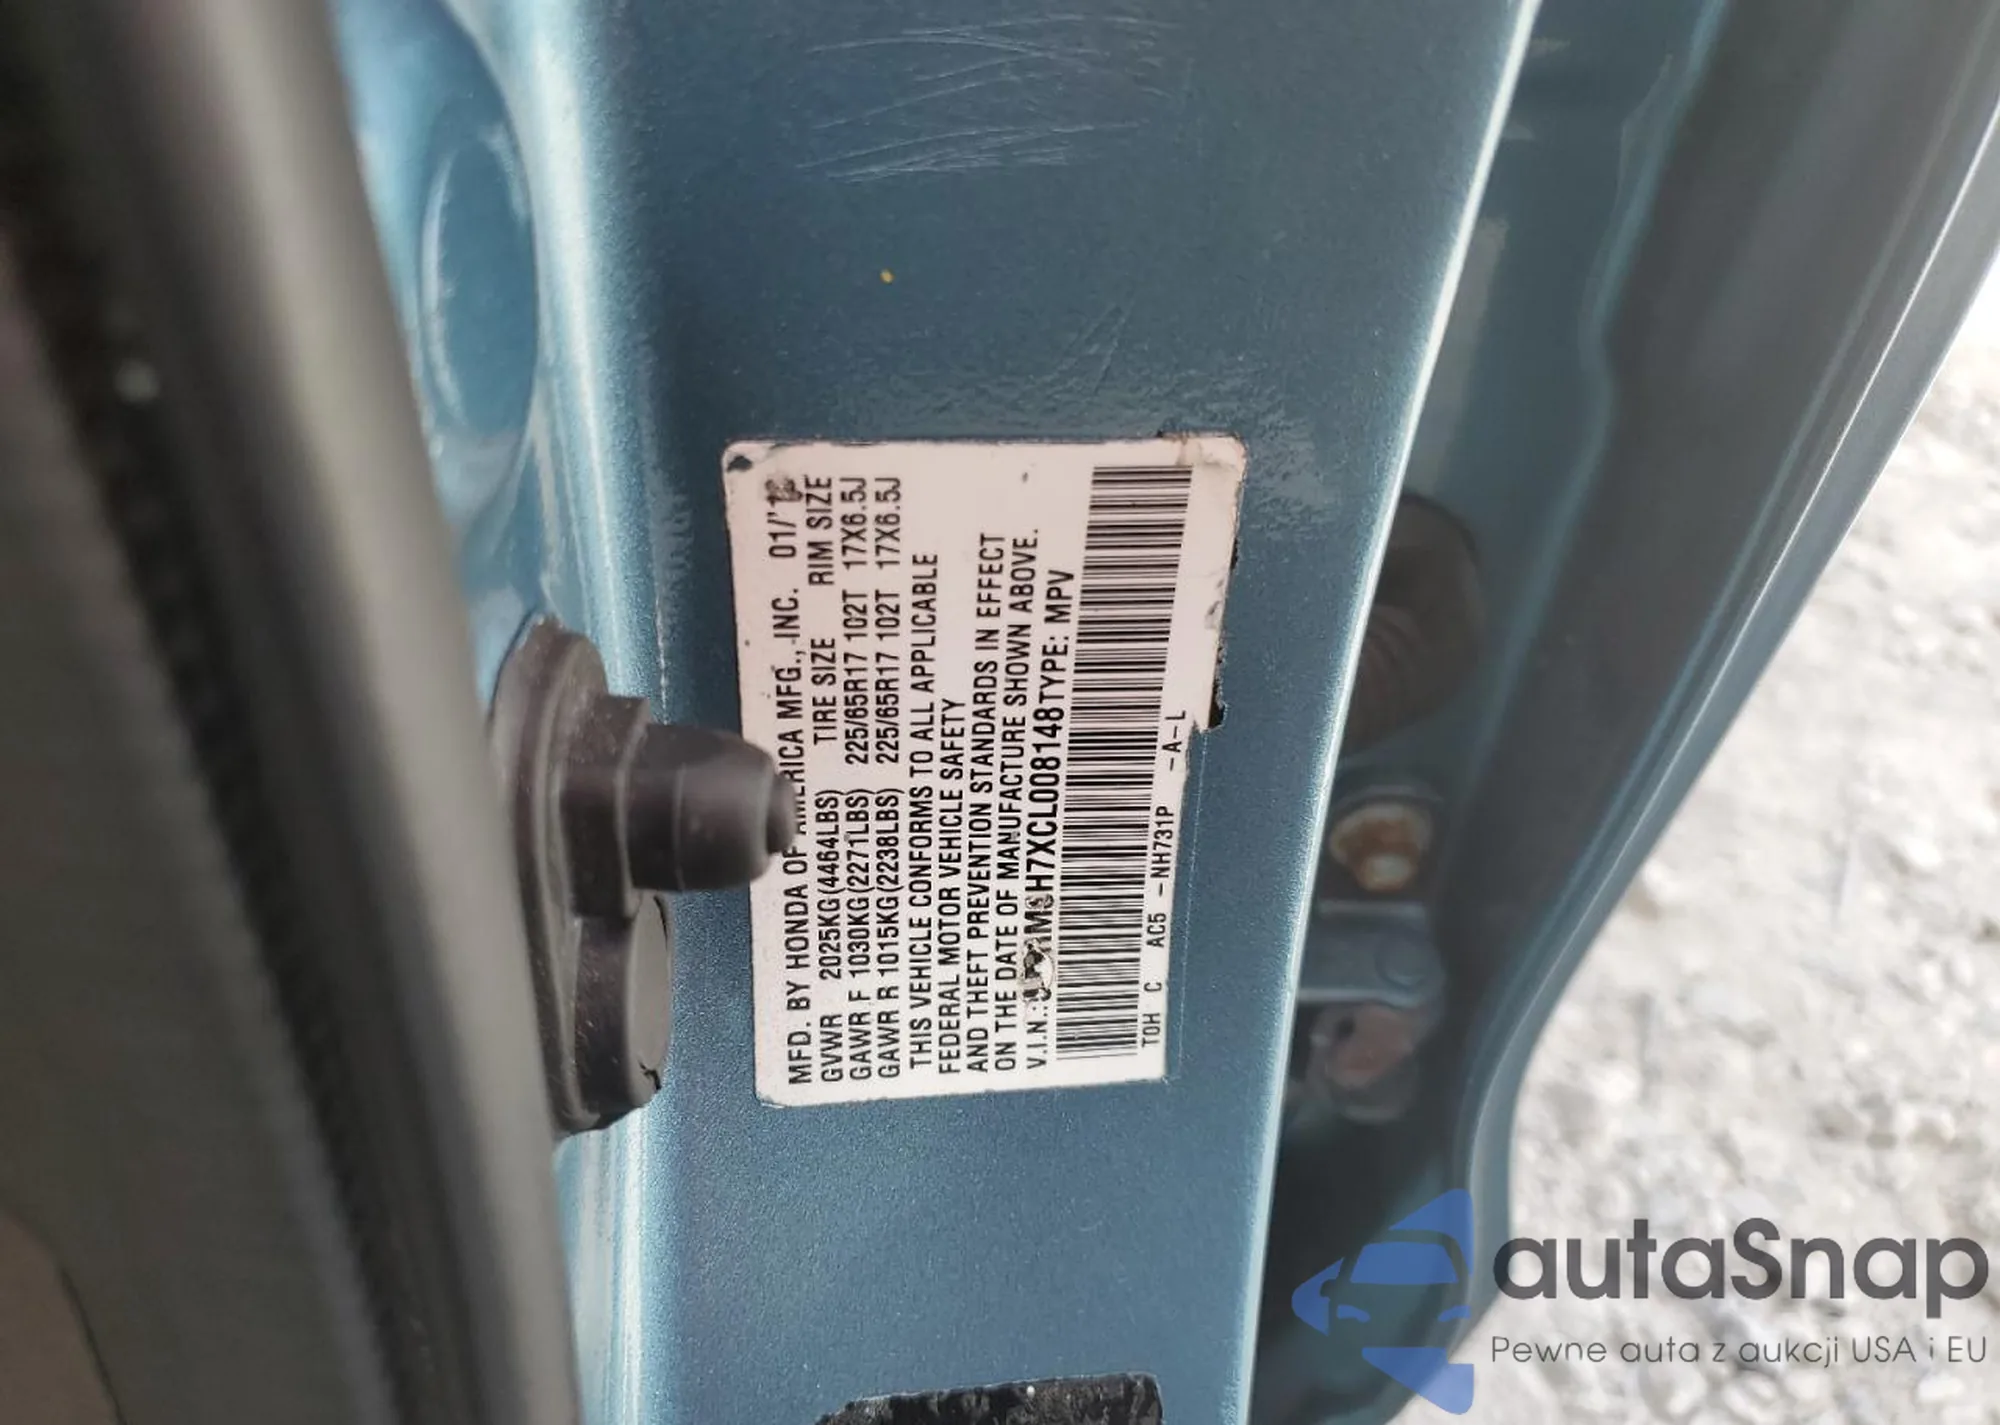 MFD. BY HONDA OF AMERICA MFG., INC. 01/
GVWR 2025KG(4464LBS) TIRE SIZE RIM SIZE
GAWR F 1030KG(2271LBS) 225/65R17 102T 17X6.5J
GAWR R 1015KG(2238LBS) 225/65R17 102T 17X6.5J
THIS VEHICLE CONFORMS TO ALL APPLICABLE
FEDERAL MOTOR VEHICLE SAFETY
AND THEFT PREVENTION STANDARDS IN EFFECT
ON THE DATE OF MANUFACTURE SHOWN ABOVE.
V.I.N.: TYPE: MPV
TOH C AC5 -NH731P -A-L
autaSnap
Pewne auta z aukcji USA i EU